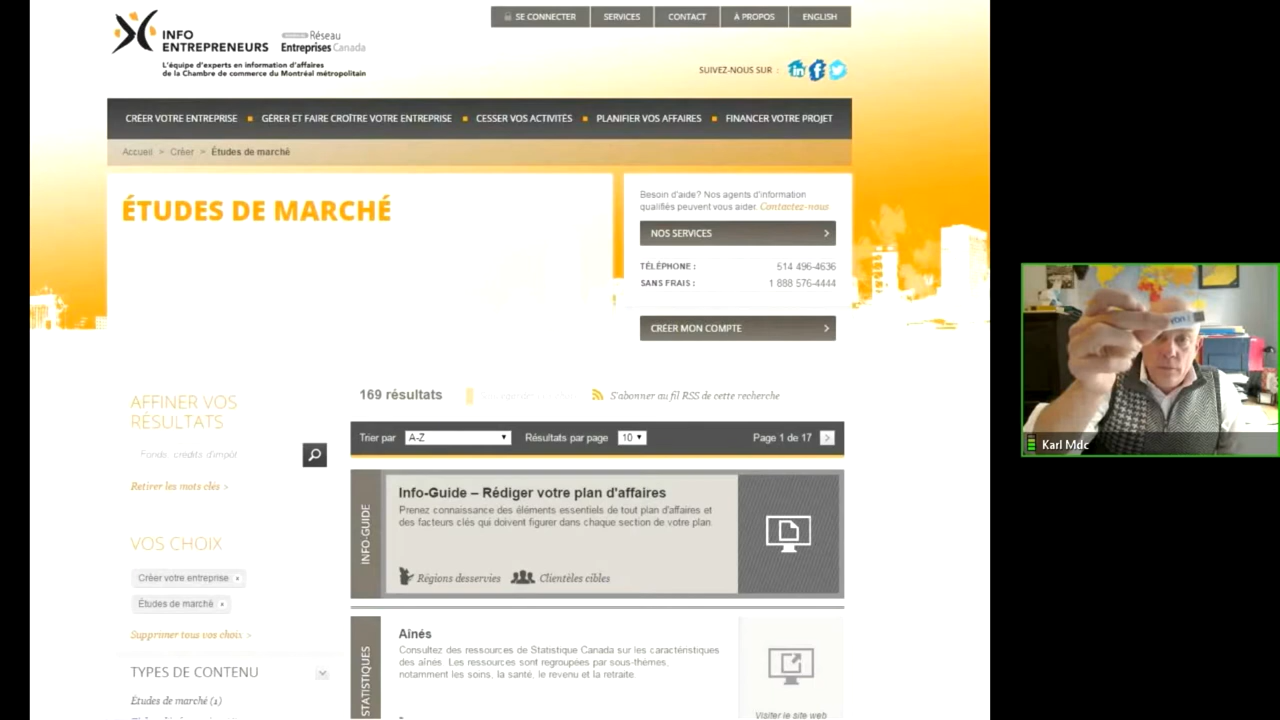 SE CONNECTER
SERVICES
CONTACT
À PROPOS
ENGLISH
INFO
ENTREPRENEURS
Réseau
Entreprises Canada
L'équipe d'experts en information d'affaires
de la Chambre de commerce du Montréal métropolitain
SUIVEZ-NOUS SUR :
CRÉER VOTRE ENTREPRISE
GÉRER ET FAIRE CROÎTRE VOTRE ENTREPRISE
CESSER VOS ACTIVITÉS
PLANIFIER VOS AFFAIRES
FINANCER VOTRE PROJET
Accueil > Créer > Études de marché
ÉTUDES DE MARCHÉ
Besoin d'aide? Nos agents d'information
qualifiés peuvent vous aider. Contactez-nous
NOS SERVICES >
TÉLÉPHONE : 514 496-4636
SANS FRAIS : 1 888 576-4444
CRÉER MON COMPTE >
AFFINER VOS
RÉSULTATS
Fonds, crédits d'impôt
Retirer les mots clés >
VOS CHOIX
Créer votre entreprise x
Études de marché x
Supprimer tous vos choix >
TYPES DE CONTENU
Études de marché (1)
169 résultats
S'abonner au fil RSS de cette recherche
Trier par A-Z
Résultats par page 10
Page 1 de 17 >
INFO-GUIDE
Info-Guide – Rédiger votre plan d'affaires
Prenez connaissance des éléments essentiels de tout plan d'affaires et
des facteurs clés qui doivent figurer dans chaque section de votre plan.
Régions desservies
Clientèles cibles
STATISTIQUES
Aînés
Consultez des ressources de Statistique Canada sur les caractéristiques
des aînés. Les ressources sont regroupées par sous-thèmes,
notamment les soins, la santé, le revenu et la retraite.
Visiter le site web
Karl Mdc